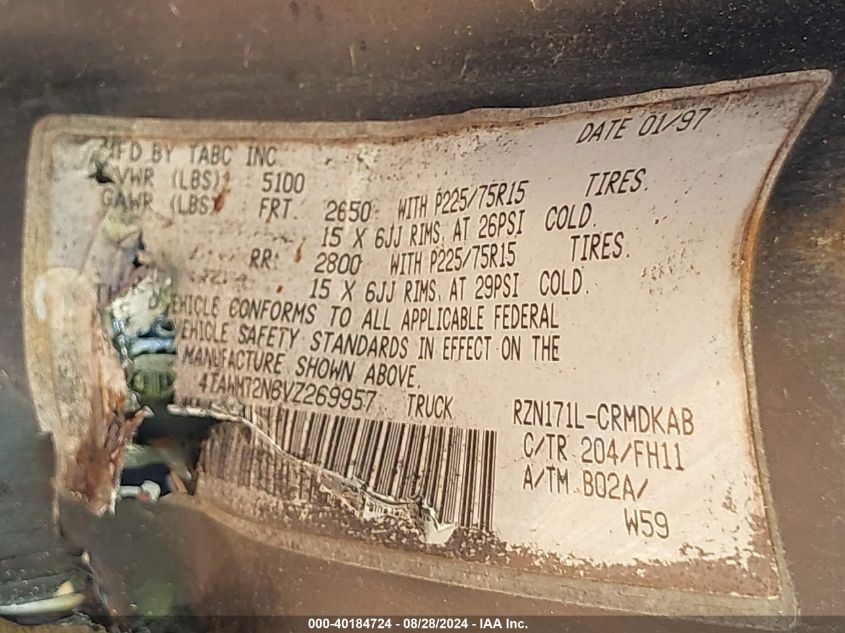 DATE 01/97
MFD BY TABC INC
GVWR (LBS) 5100
GAWR (LBS) FRT. 2650 WITH P225/75R15 TIRES.
15 X 6JJ RIMS, AT 26PSI COLD.
RR: 2800 WITH P225/75R15 TIRES.
15 X 6JJ RIMS, AT 29PSI COLD.
VEHICLE CONFORMS TO ALL APPLICABLE FEDERAL
VEHICLE SAFETY STANDARDS IN EFFECT ON THE
MANUFACTURE SHOWN ABOVE.
4TAWM72N6VZ269957 TRUCK
RZN171L-CRMDKAB
C/TR 204/FH11
A/TM B02A/
W59
000-40184724 - 08/28/2024 - IAA Inc.